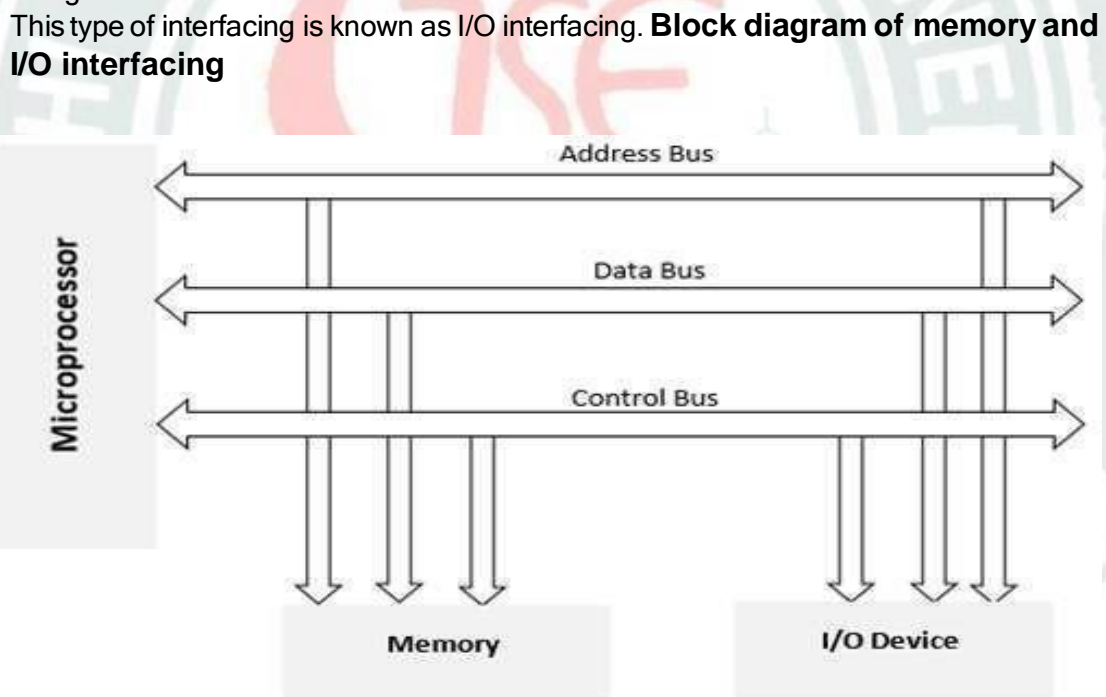 This type of interfacing is known as I/O interfacing. Block diagram of memory and
I/O interfacing
Address Bus
Data Bus
Microprocessor
Control Bus
Memory
I/O Device